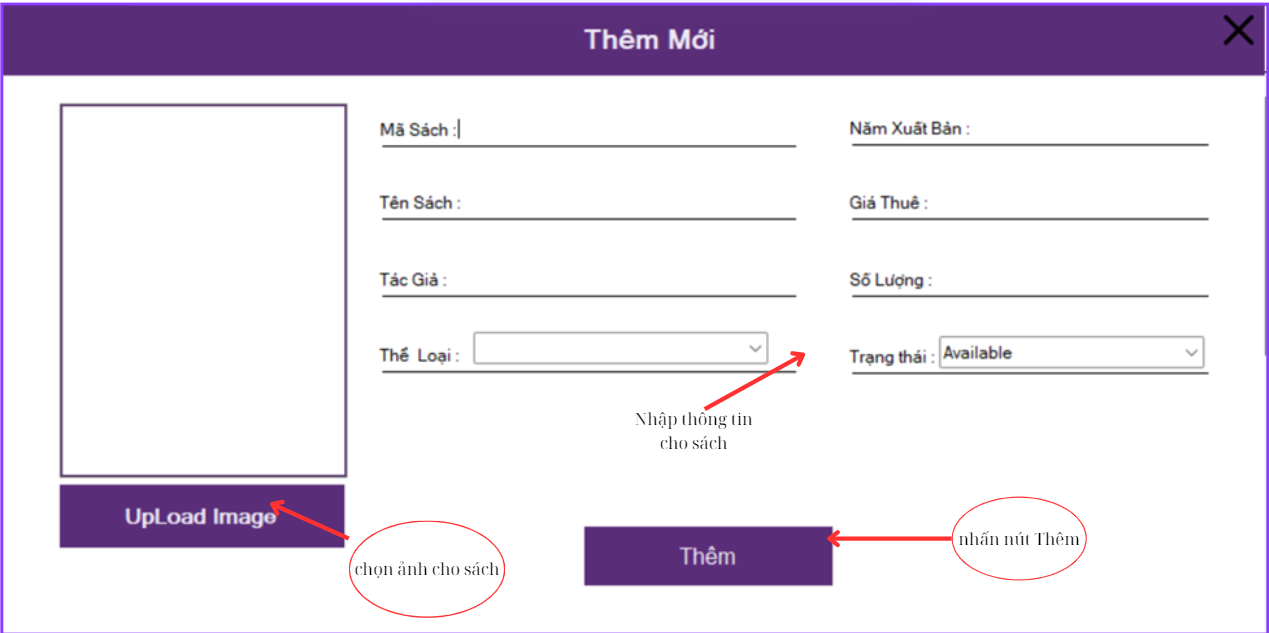 Thêm Mới
Mã Sách :
Năm Xuất Bản :
Tên Sách :
Giá Thuê :
Tác Giả :
Số Lượng :
Thể Loại :
Trạng thái : Available
Nhập thông tin
cho sách
UpLoad Image
chọn ảnh cho sách
Thêm
nhấn nút Thêm